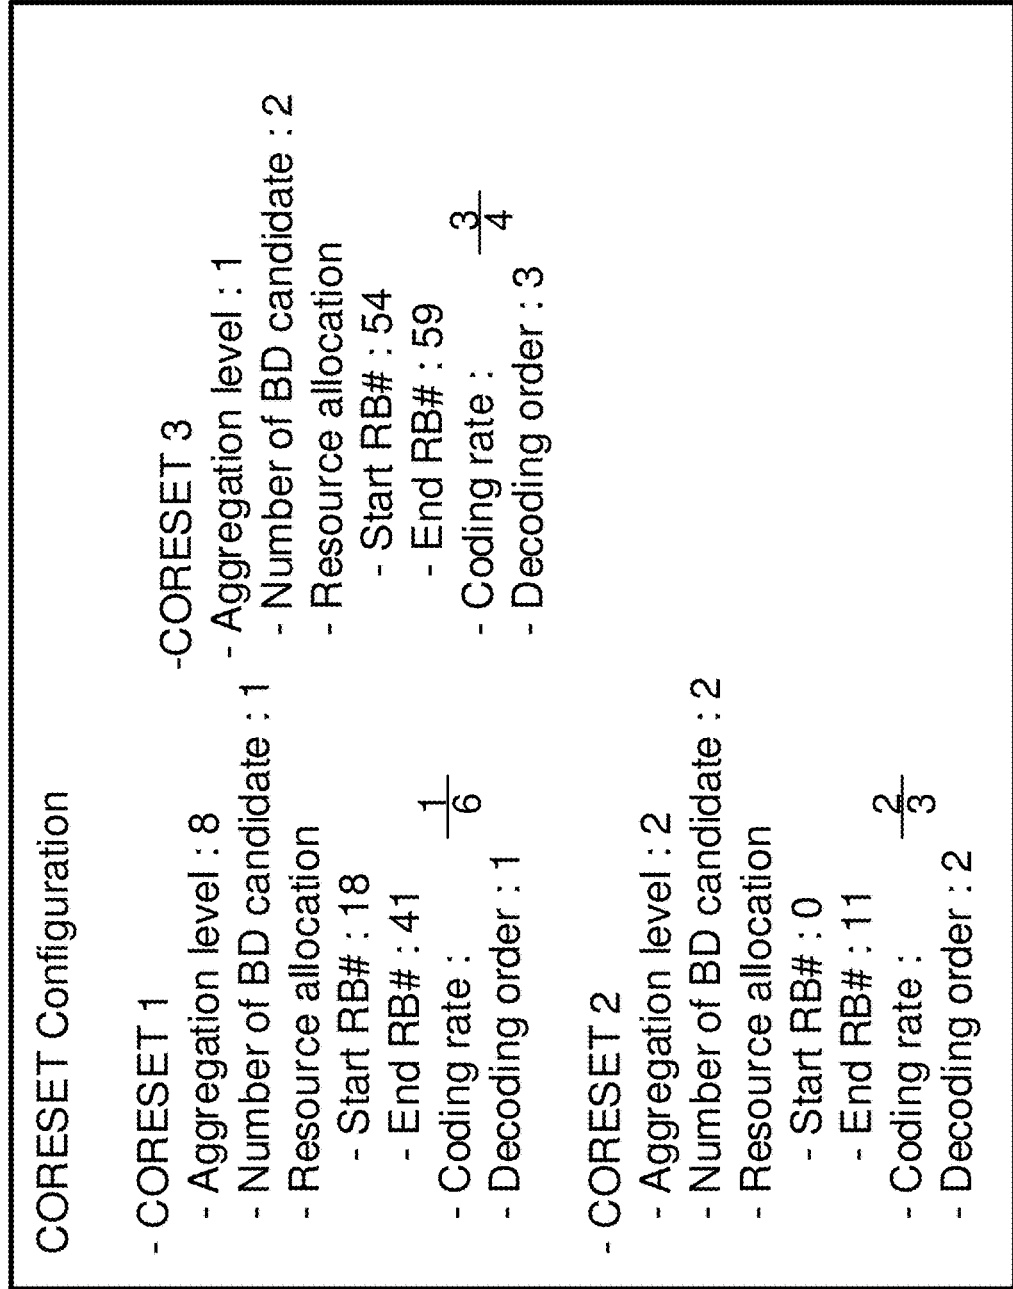 CORESET Configuration
- CORESET 1
- Aggregation level : 8
- Number of BD candidate : 1
- Resource allocation
- Start RB# : 18
- End RB# : 41
- Coding rate : 1/6
- Decoding order : 1
- CORESET 2
- Aggregation level : 2
- Number of BD candidate : 2
- Resource allocation
- Start RB# : 0
- End RB# : 11
- Coding rate : 2/3
- Decoding order : 2
-CORESET 3
- Aggregation level : 1
- Number of BD candidate : 2
- Resource allocation
- Start RB# : 54
- End RB# : 59
- Coding rate : 3/4
- Decoding order : 3